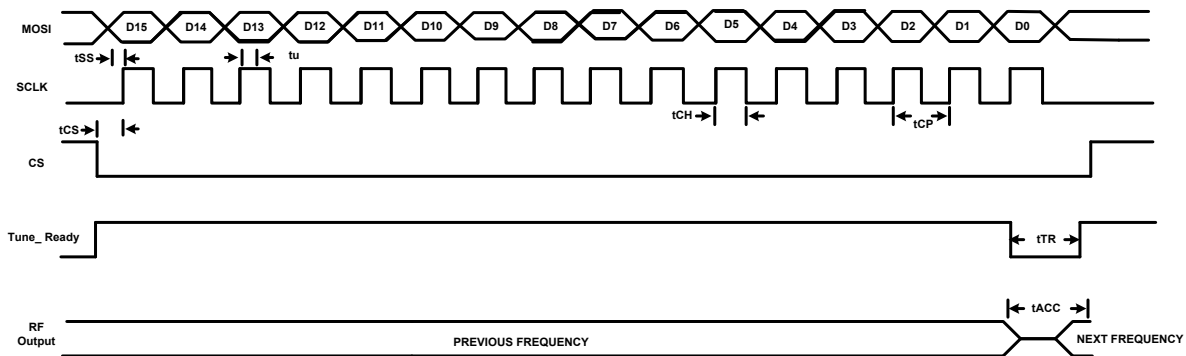 MOSI D15 D14 D13 D12 D11 D10 D9 D8 D7 D6 D5 D4 D3 D2 D1 D0
tSS tu
SCLK
tCH tCP
tCS
CS
Tune_ Ready tTR
tACC
RF
Output
PREVIOUS FREQUENCY NEXT FREQUENCY